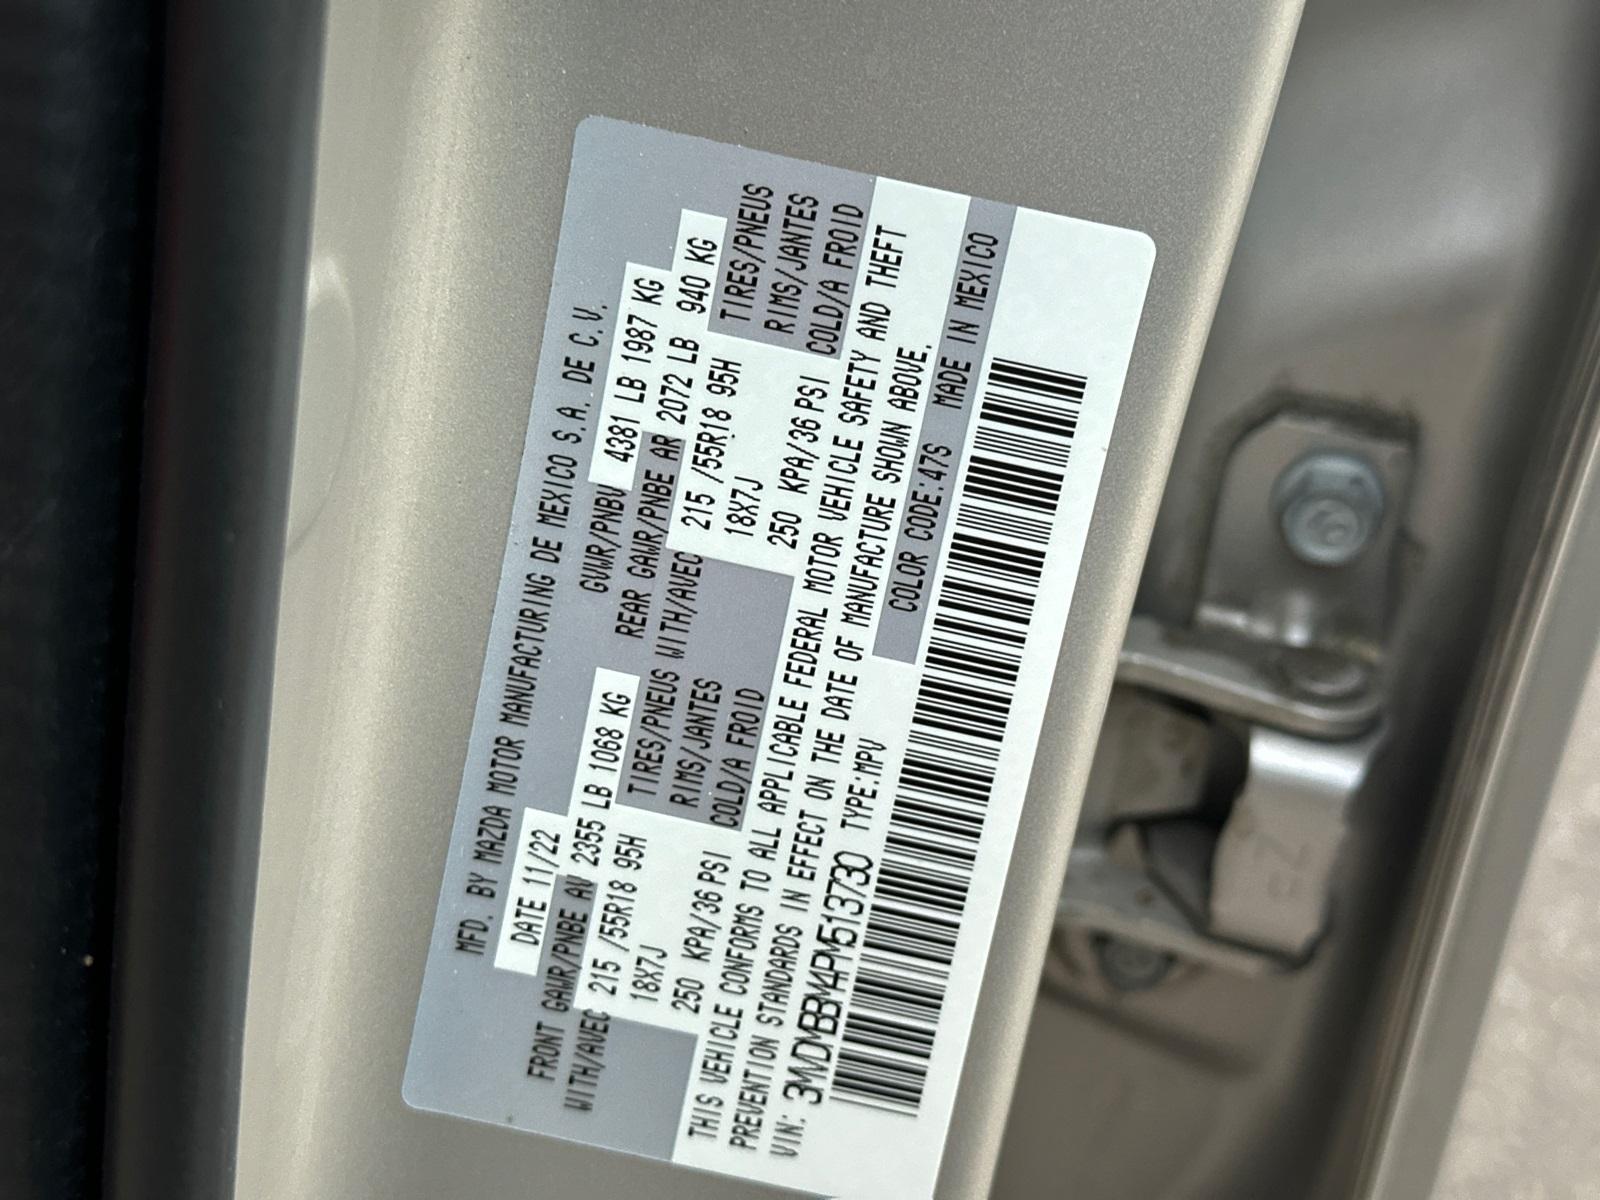 MFD. BY MAZDA MOTOR MANUFACTURING DE MEXICO S.A. DE C.V.
DATE 11/22 GVWR/PNBV 4381 LB 1987 KG
FRONT GAWR/PNBE AV 2355 LB 1068 KG REAR GAWR/PNBE AR 2072 LB 940 KG
WITH/AVEC 215 /55R18 95H TIRES/PNEUS WITH/AVEC 215 /55R18 95H TIRES/PNEUS
18X7J RIMS/JANTES 18X7J RIMS/JANTES
250 KPA/36 PSI COLD/A FROID 250 KPA/36 PSI COLD/A FROID
THIS VEHICLE CONFORMS TO ALL APPLICABLE FEDERAL MOTOR VEHICLE SAFETY AND THEFT
PREVENTION STANDARDS IN EFFECT ON THE DATE OF MANUFACTURE SHOWN ABOVE.
VIN: 3MVDMBBY4PM513730 TYPE:MPV COLOR CODE:47S MADE IN MEXICO